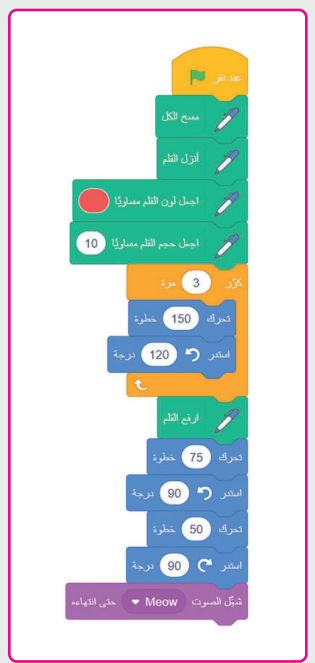 عند نقر
مسح الكل
أنزل القلم
اجعل لون القلم مساويًا
اجعل حجم القلم مساويًا 10
كرّر 3 مرة
تحرك 150 خطوة
استدر 120 درجة
ارفع القلم
تحرك 75 خطوة
استدر 90 درجة
تحرك 50 خطوة
استدر 90 درجة
شغّل الصوت Meow حتى انتهاءه